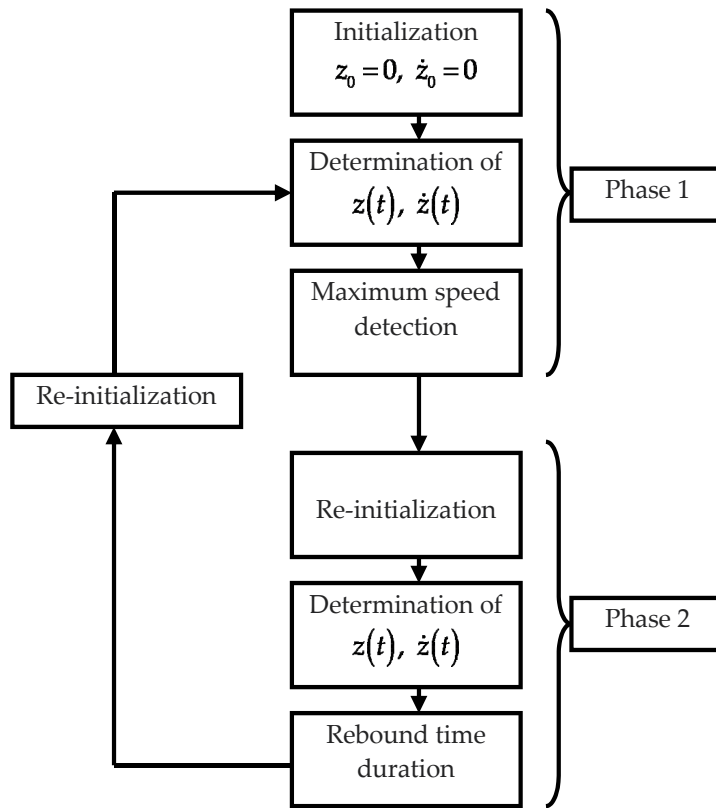 Initialization
z₀ = 0, ż₀ = 0
Determination of
z(t), ż(t)
Phase 1
Maximum speed
detection
Re-initialization
Re-initialization
Determination of
z(t), ż(t)
Phase 2
Rebound time
duration